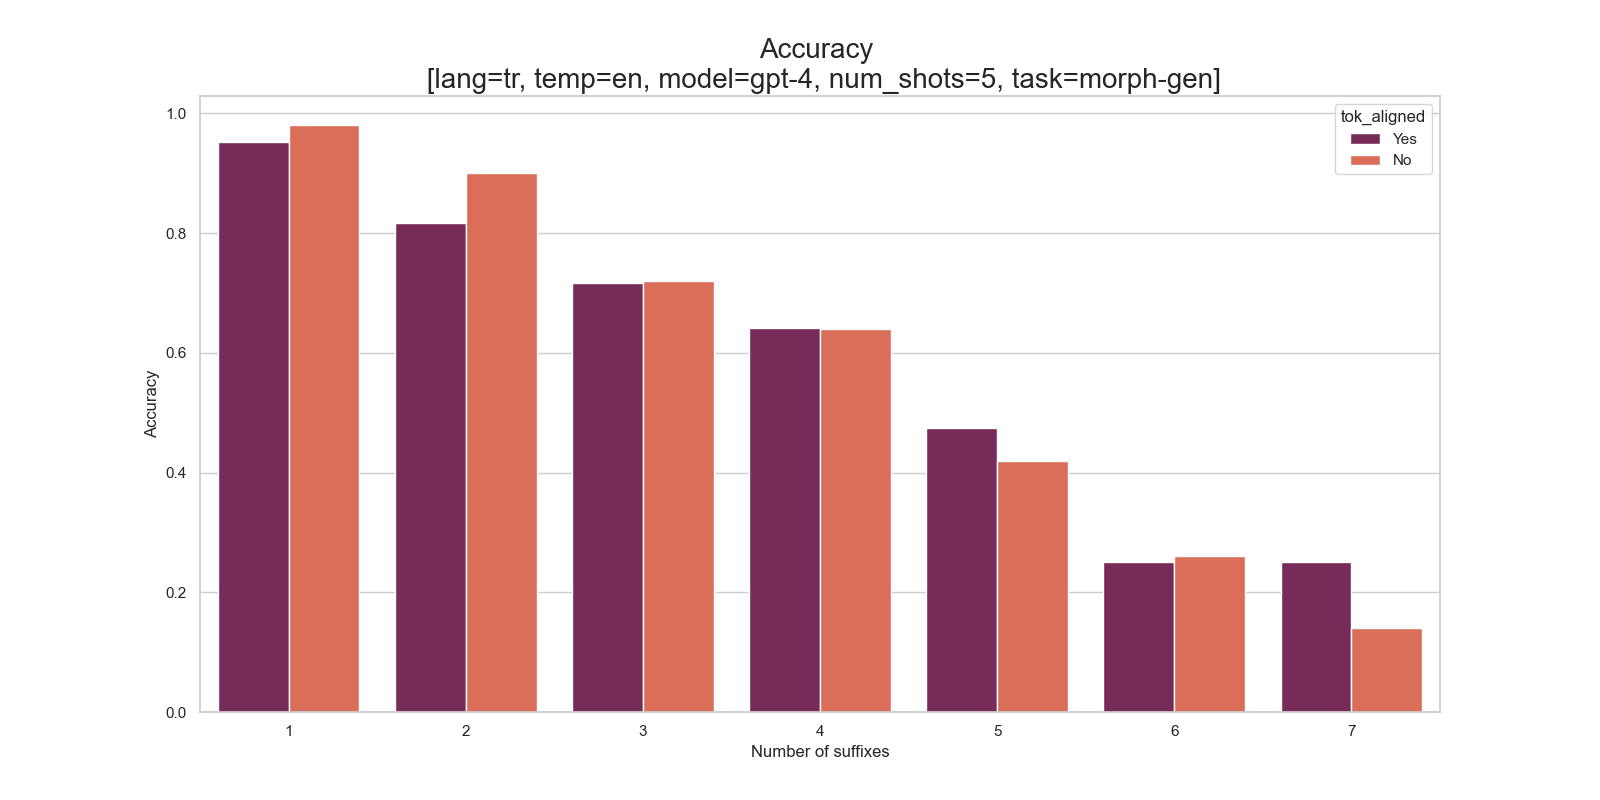 Accuracy
[lang=tr, temp=en, model=gpt-4, num_shots=5, task=morph-gen]
tok_aligned
Yes
No
1.0
0.8
0.6
0.4
0.2
0.0
Accuracy
1 2 3 4 5 6 7
Number of suffixes